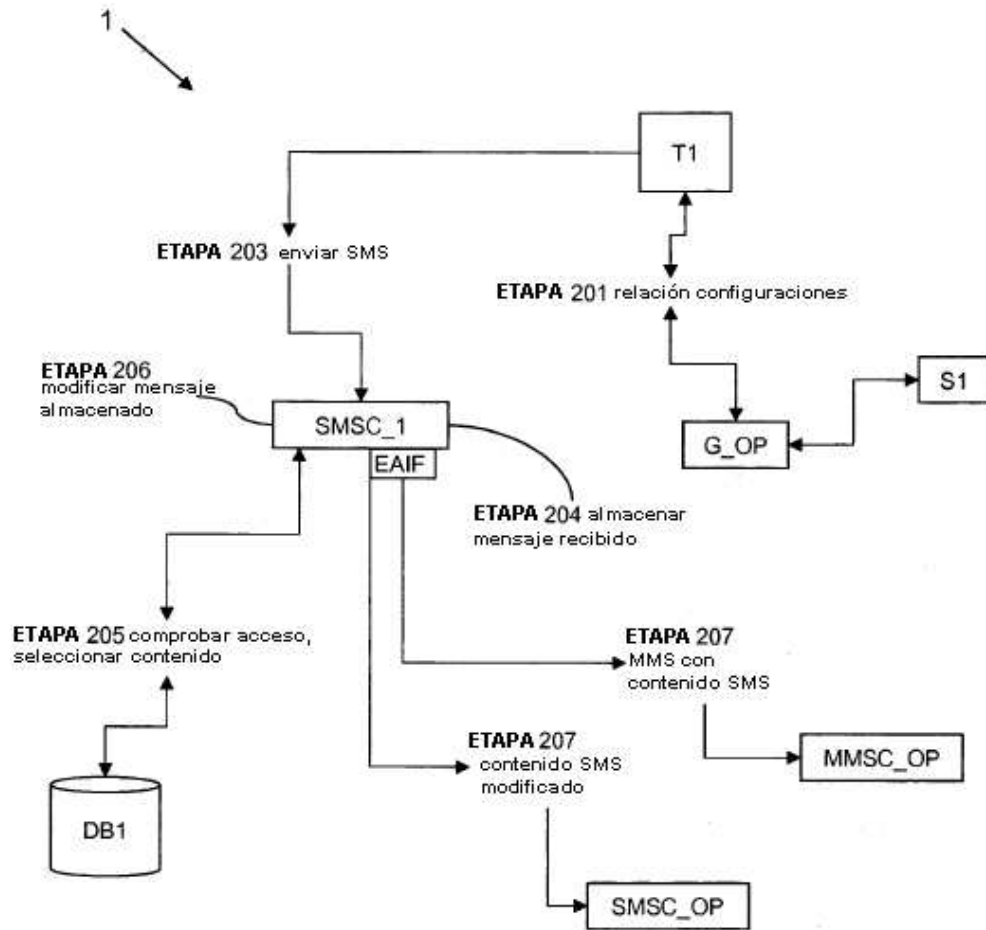 1
T1
ETAPA 203 enviar SMS
ETAPA 201 relación configuraciones
ETAPA 206
modificar mensaje
almacenado
SMSC_1
EAIF
S1
G_OP
ETAPA 204 almacenar
mensaje recibido
ETAPA 205 comprobar acceso,
seleccionar contenido
ETAPA 207
MMS con
contenido SMS
ETAPA 207
contenido SMS
modificado
MMSC_OP
DB1
SMSC_OP